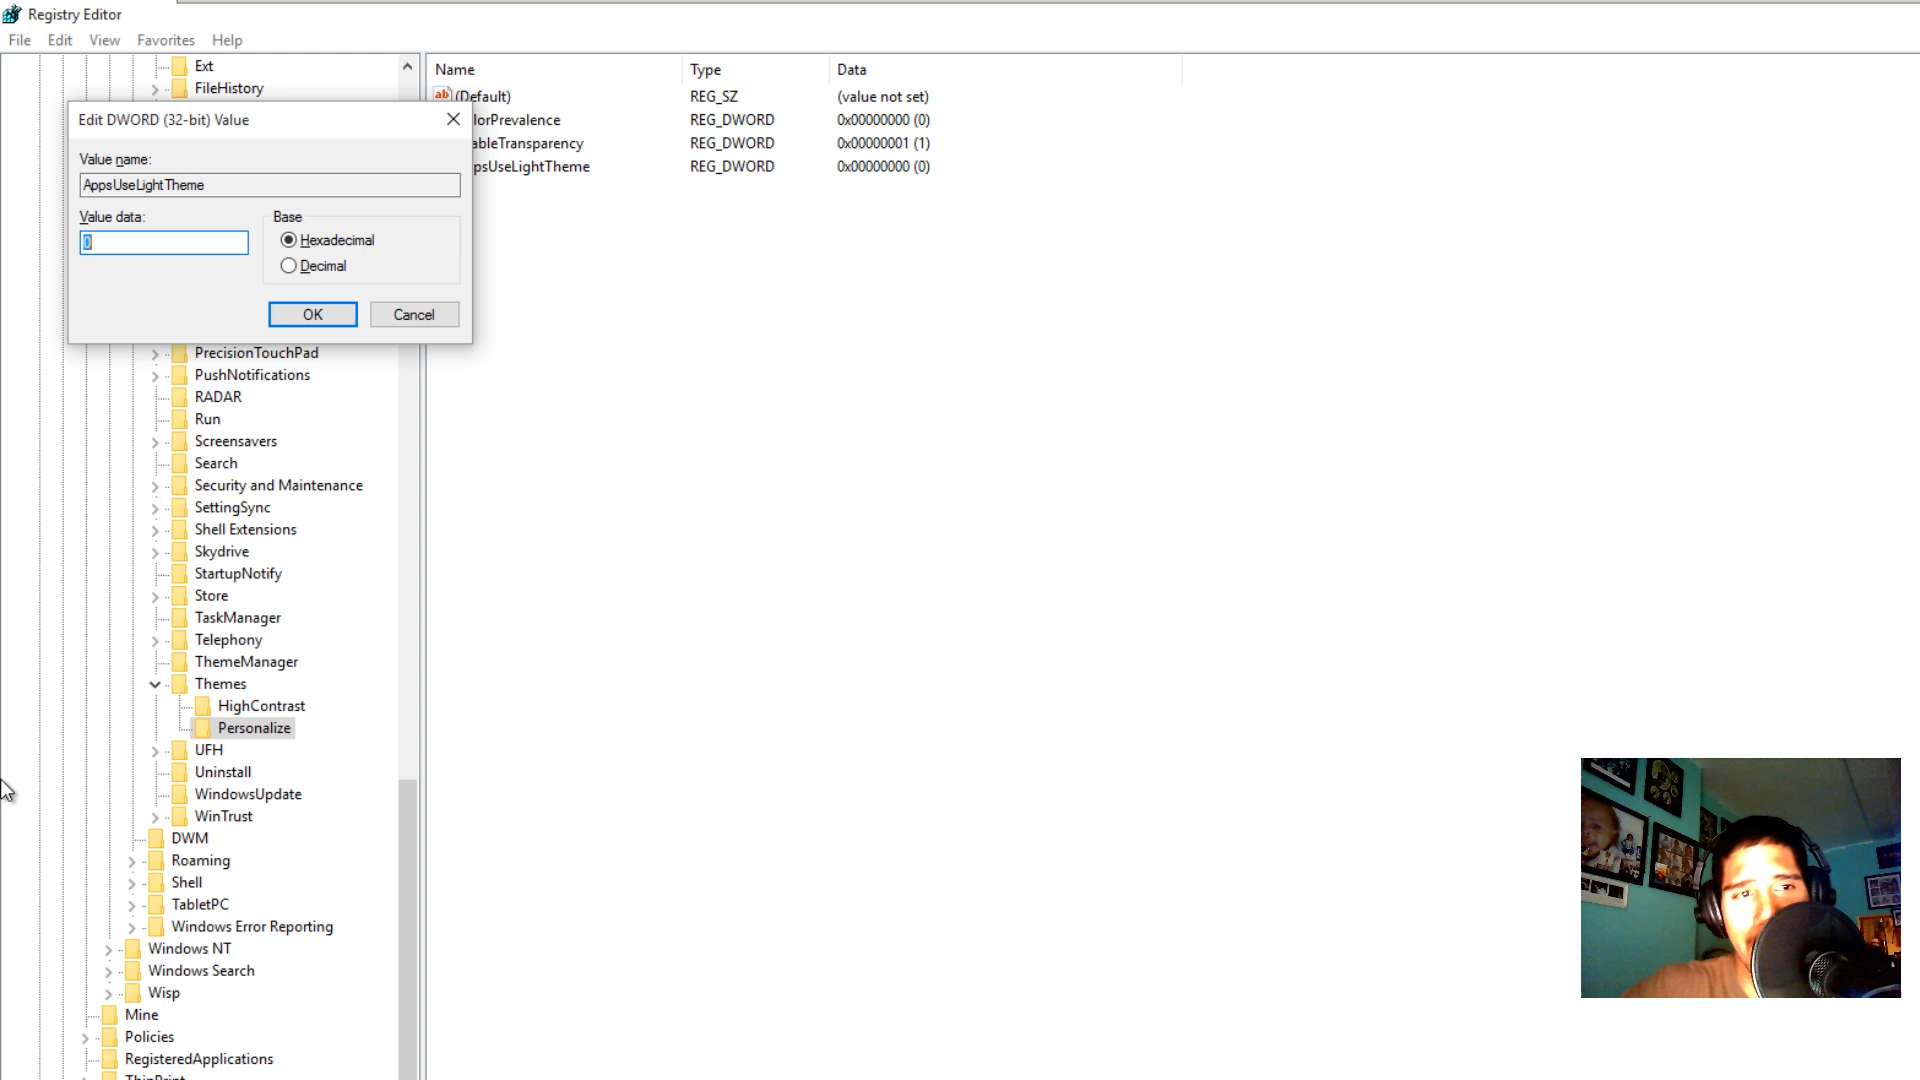 Registry Editor
File Edit View Favorites Help
Name Type Data
(Default) REG_SZ (value not set)
lorPrevalence REG_DWORD 0x00000000 (0)
ableTransparency REG_DWORD 0x00000001 (1)
psUseLightTheme REG_DWORD 0x00000000 (0)
Ext
FileHistory
Edit DWORD (32-bit) Value
Value name:
AppsUseLightTheme
Value data:
0
Base
Hexadecimal
Decimal
OK
Cancel
PrecisionTouchPad
PushNotifications
RADAR
Run
Screensavers
Search
Security and Maintenance
SettingSync
Shell Extensions
Skydrive
StartupNotify
Store
TaskManager
Telephony
ThemeManager
Themes
HighContrast
Personalize
UFH
Uninstall
WindowsUpdate
WinTrust
DWM
Roaming
Shell
TabletPC
Windows Error Reporting
Windows NT
Windows Search
Wisp
Mine
Policies
RegisteredApplications
ThinPrint